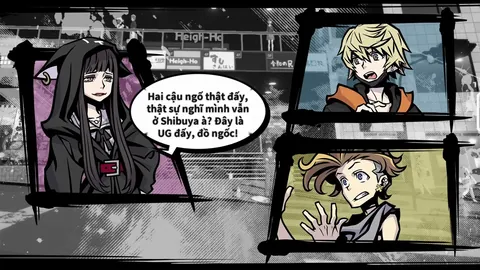 Heigh-Ho
Heigh-Ho
Hai cậu ngố thật đấy,
thật sự nghĩ mình vẫn
ở Shibuya à? Đây là
UG đấy, đồ ngốc!